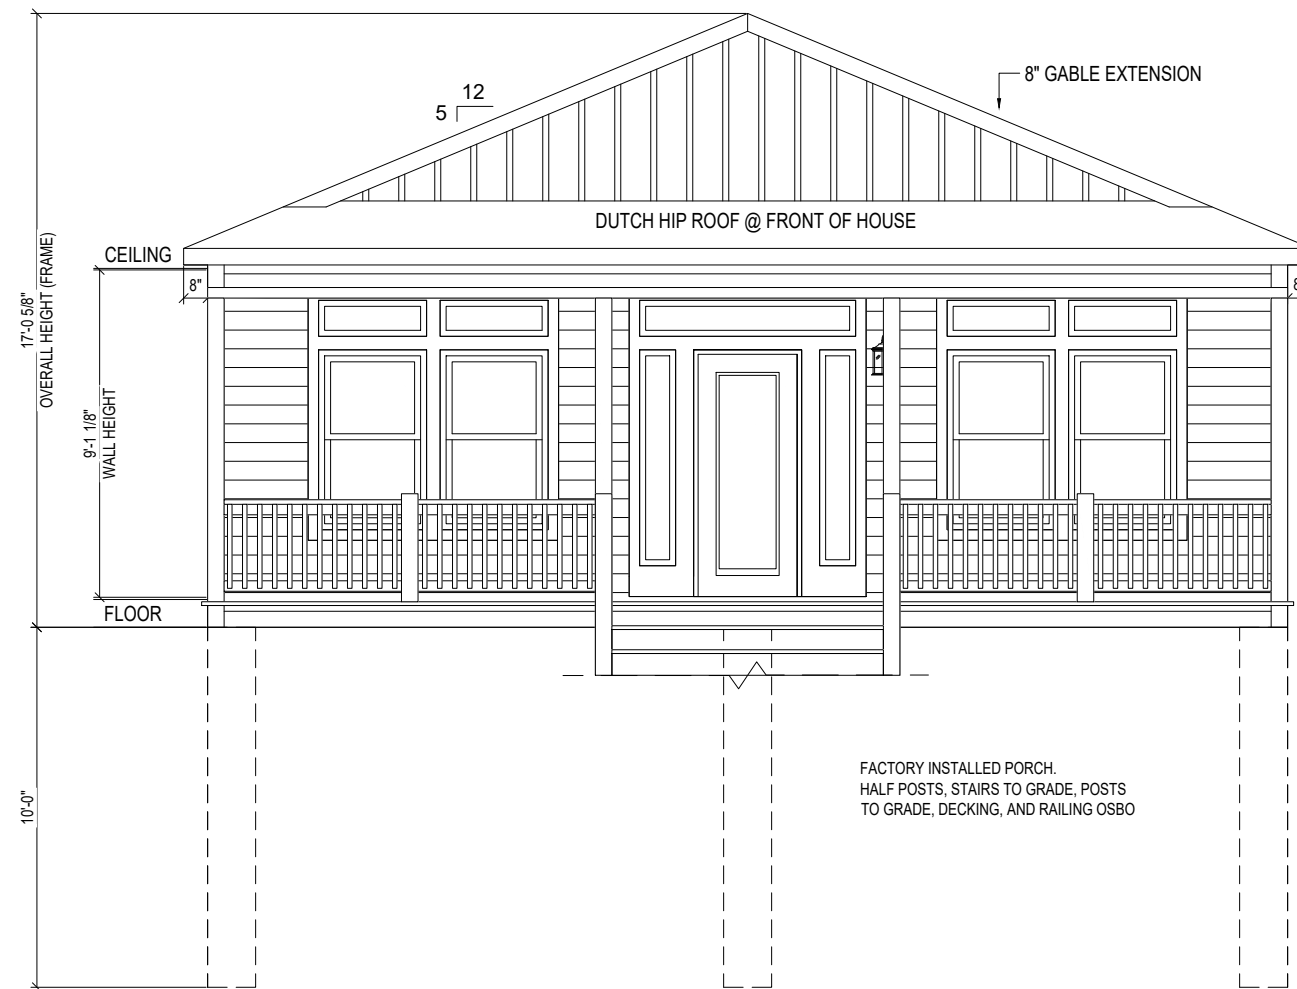 8" GABLE EXTENSION
12
5
DUTCH HIP ROOF @ FRONT OF HOUSE
CEILING
8"
8
17'-0 5/8"
OVERALL HEIGHT (FRAME)
9'-1 1/8"
WALL HEIGHT
FLOOR
10'-0"
FACTORY INSTALLED PORCH.
HALF POSTS, STAIRS TO GRADE, POSTS
TO GRADE, DECKING, AND RAILING OSBO